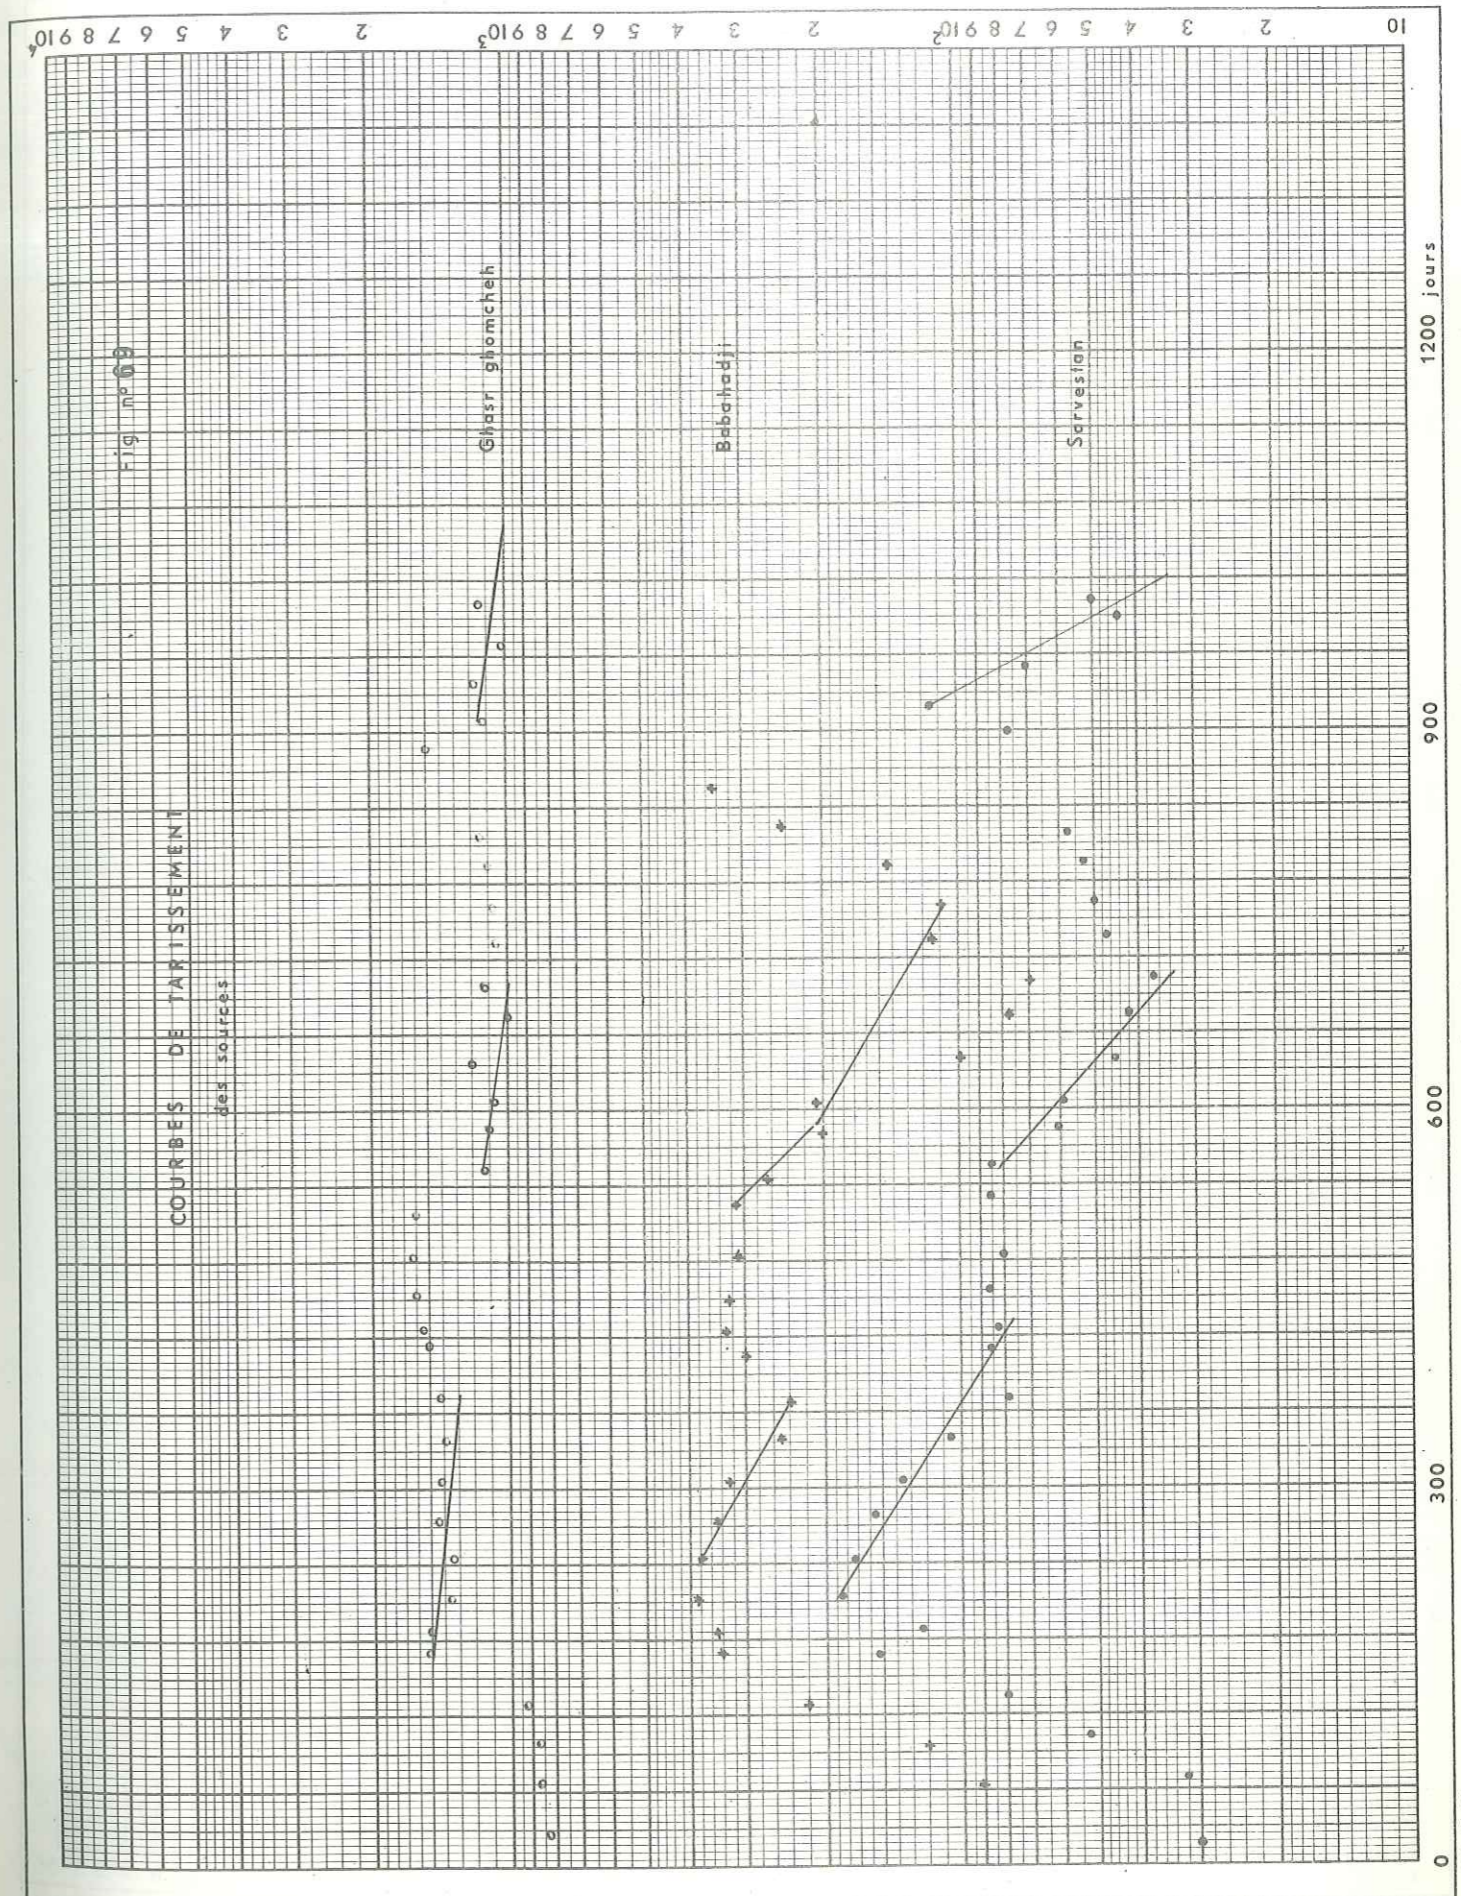 Fig n° 69
COURBES DE TARISSEMENT
des sources
Ghasr ghomcheh
Babahadji
Sarvestan
10⁴ 9 8 7 6 5 4 3 2 10³ 9 8 7 6 5 4 3 2 10² 9 8 7 6 5 4 3 2 10
0 300 600 900 1200 jours